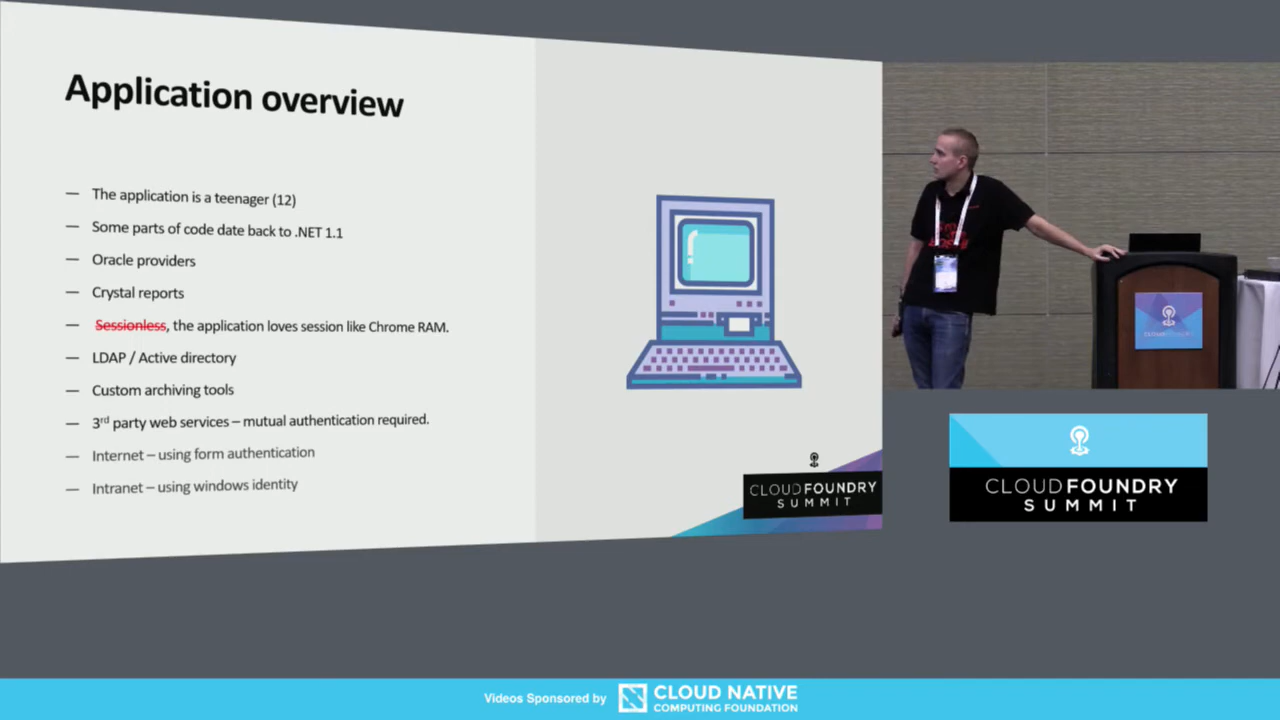 Application overview
— The application is a teenager (12)
— Some parts of code date back to .NET 1.1
— Oracle providers
— Crystal reports
— Sessionless, the application loves session like Chrome RAM.
— LDAP / Active directory
— Custom archiving tools
— 3rd party web services – mutual authentication required.
— Internet – using form authentication
— Intranet – using windows identity
CLOUD FOUNDRY
SUMMIT
CLOUD FOUNDRY
SUMMIT
Videos Sponsored by
CLOUD NATIVE
COMPUTING FOUNDATION